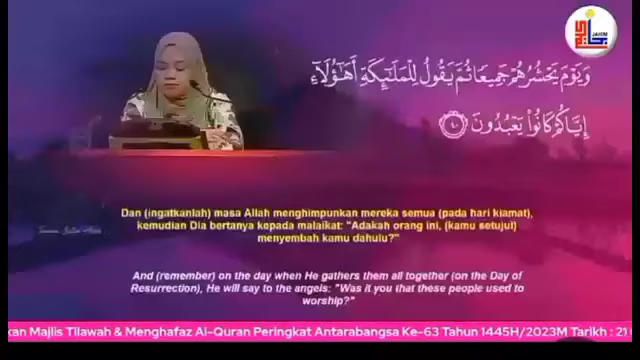 JAKIM
وَيَوْمَ يَحْشُرُهُمْ جَمِيعًا ثُمَّ يَقُولُ لِلْمَلَٰٓئِكَةِ أَهَٰٓؤُلَآءِ
إِيَّاكُمْ كَانُوا۟ يَعْبُدُونَ
Dan (ingatkanlah) masa Allah menghimpunkan mereka semua (pada hari kiamat),
kemudian Dia bertanya kepada malaikat: "Adakah orang ini, (kamu setujui)
menyembah kamu dahulu?"
And (remember) on the day when He gathers them all together (on the Day of
Resurrection), He will say to the angels: "Was it you that these people used to
worship?"
kan Majlis Tilawah & Menghafaz Al-Quran Peringkat Antarabangsa Ke-63 Tahun 1445H/2023M Tarikh : 21